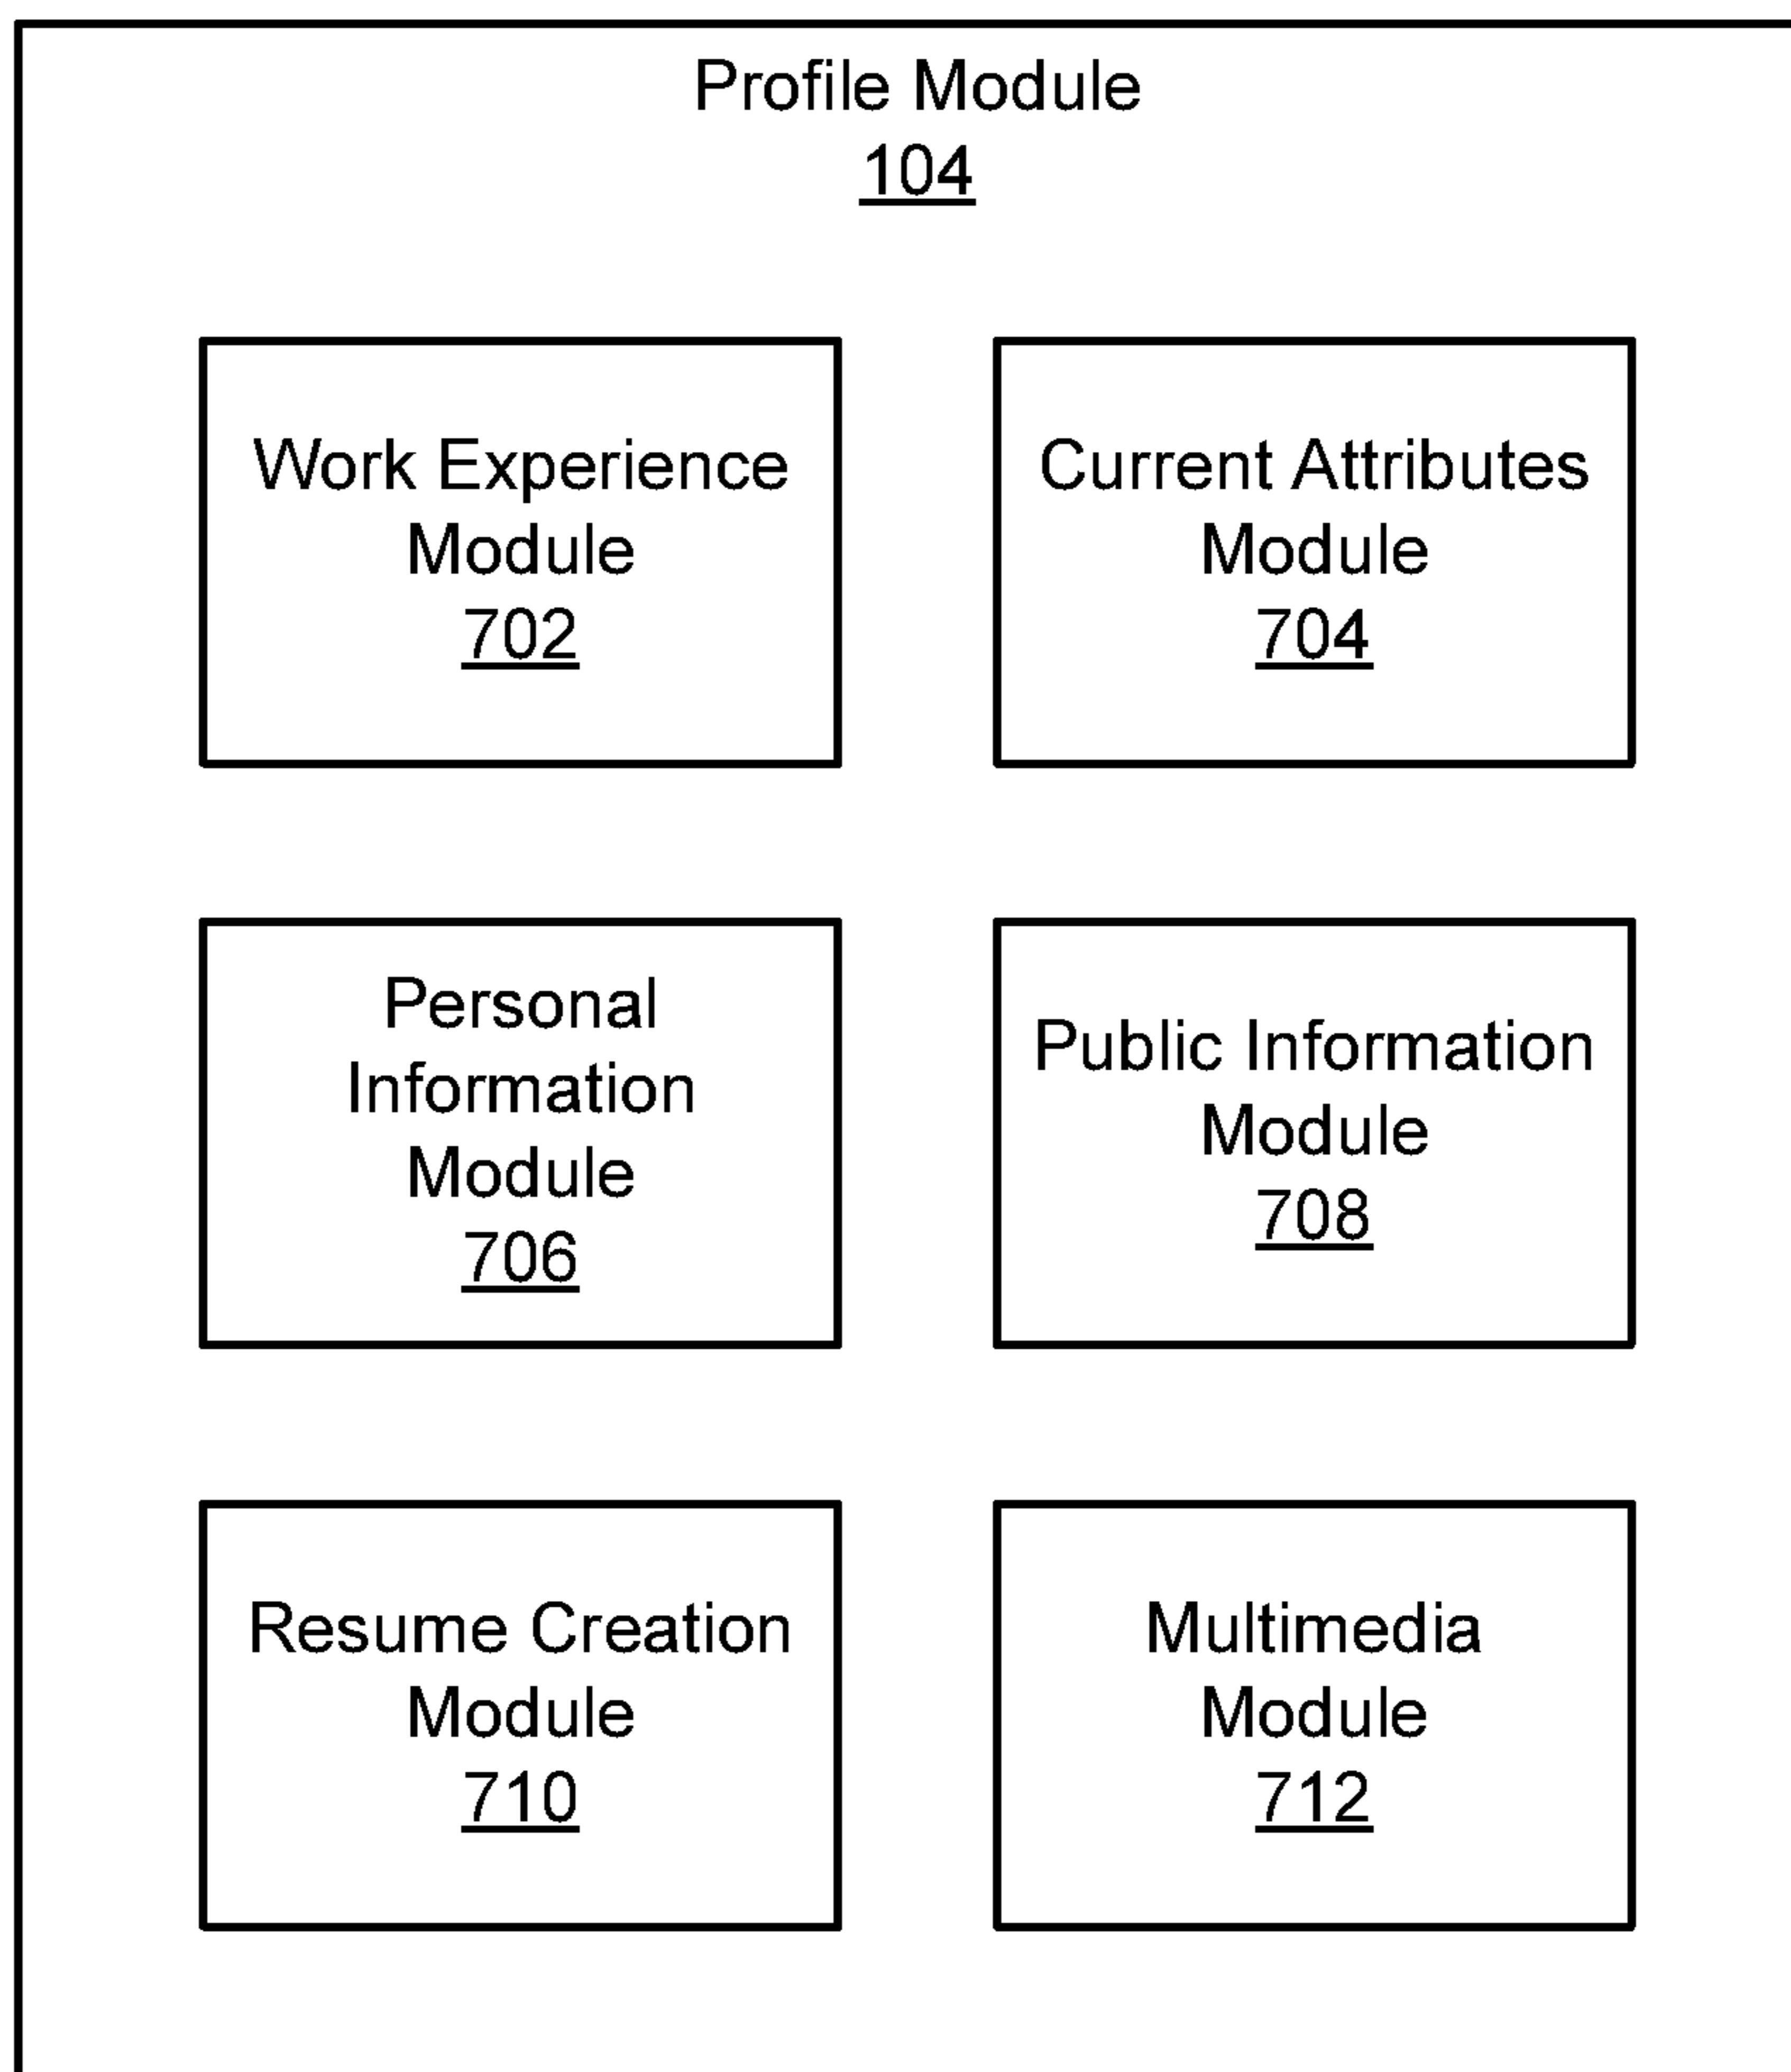 Profile Module
104
Work Experience
Module
702
Current Attributes
Module
704
Personal
Information
Module
706
Public Information
Module
708
Resume Creation
Module
710
Multimedia
Module
712